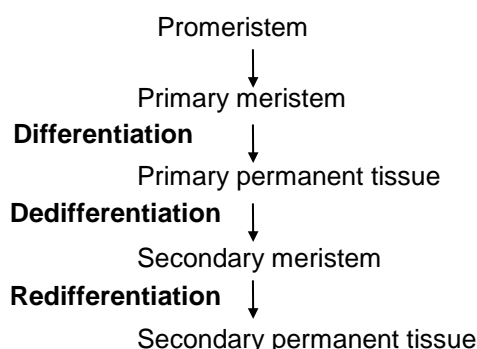 Promeristem
Primary meristem
Differentiation
Primary permanent tissue
Dedifferentiation
Secondary meristem
Redifferentiation
Secondary permanent tissue